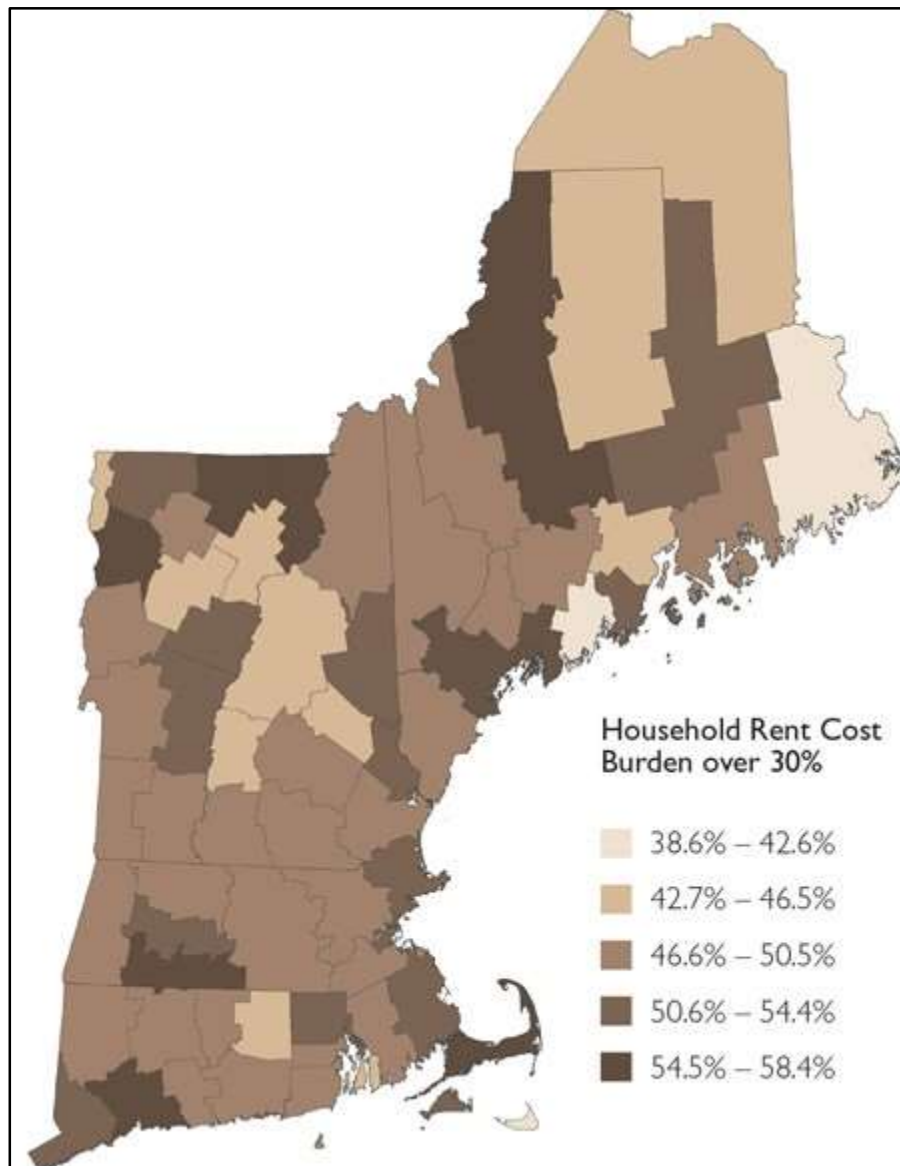 Household Rent Cost
Burden over 30%
38.6% – 42.6%
42.7% – 46.5%
46.6% – 50.5%
50.6% – 54.4%
54.5% – 58.4%